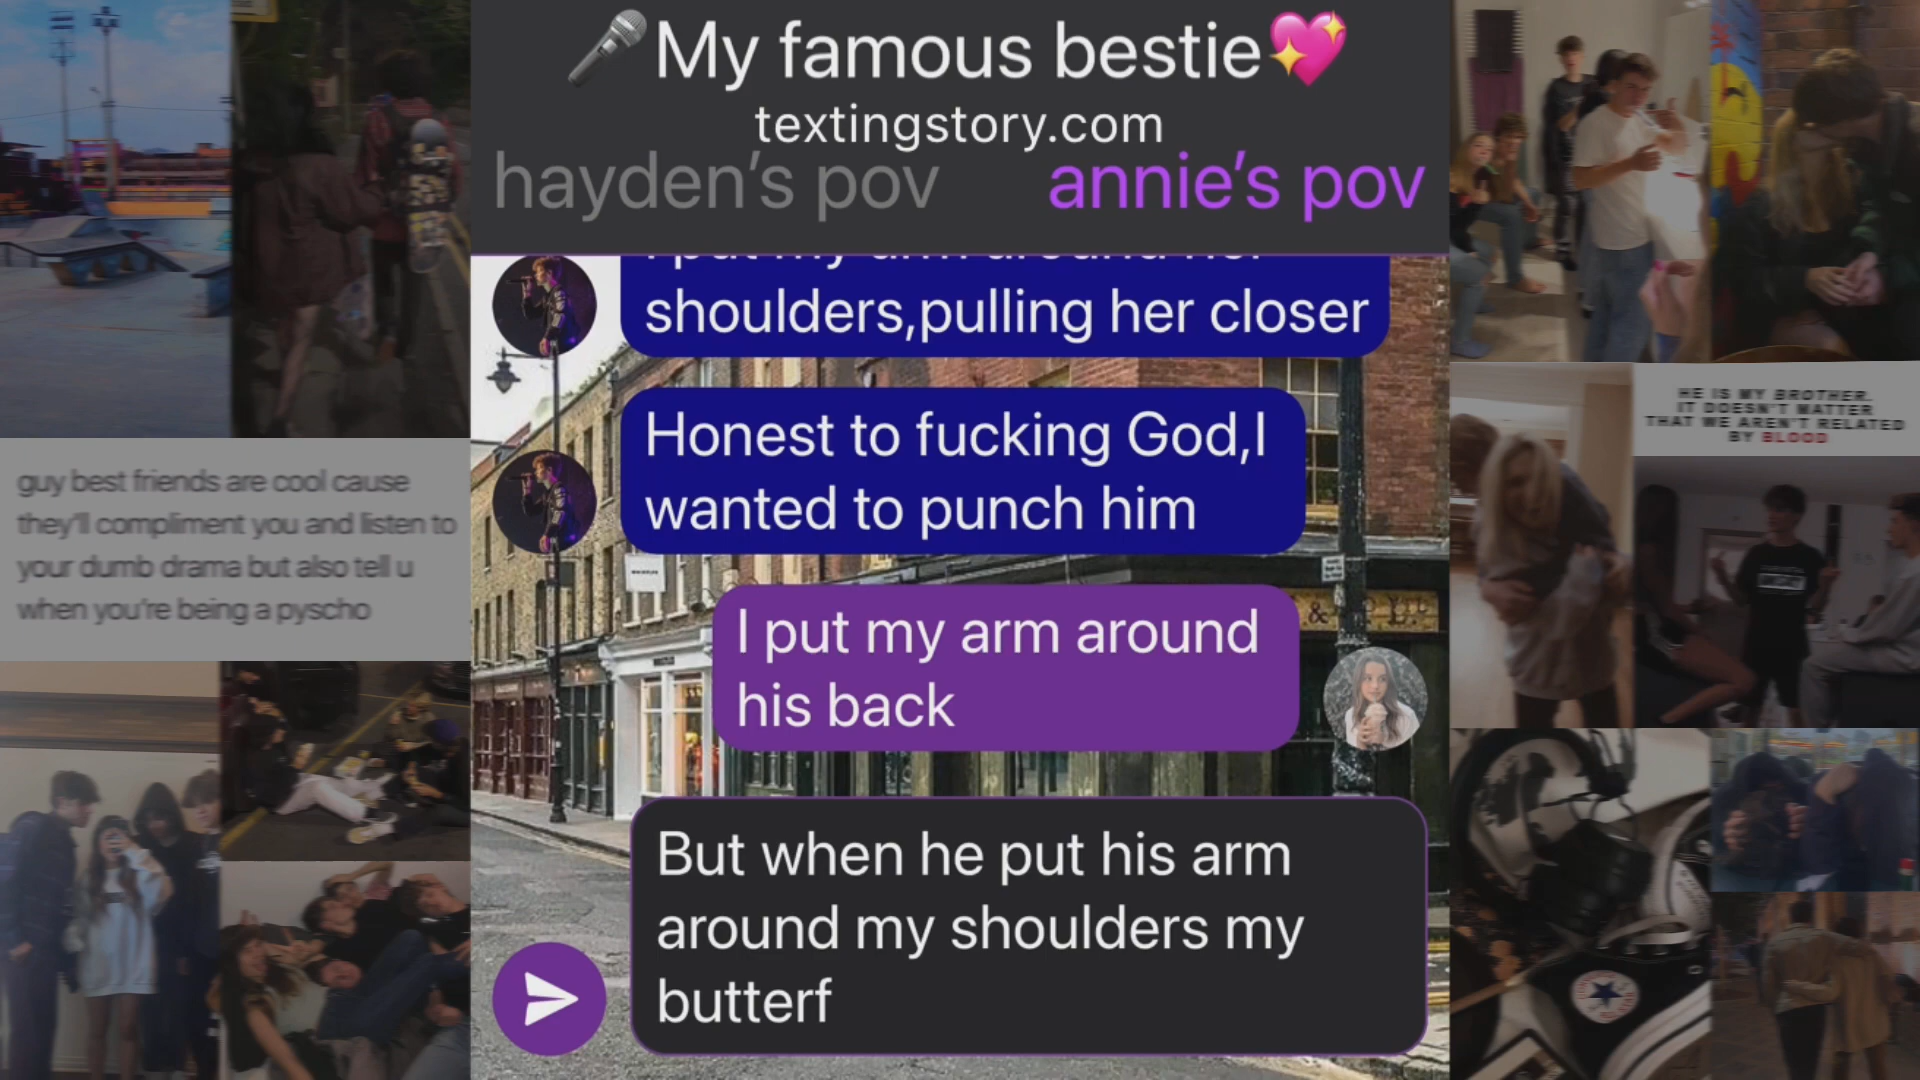 🎤My famous bestie💖
textingstory.com
hayden's pov
annie's pov
shoulders,pulling her closer
Honest to fucking God,I
wanted to punch him
I put my arm around
his back
But when he put his arm
around my shoulders my
butterf
guy best friends are cool cause
they'll compliment you and listen to
your dumb drama but also tell u
when you're being a pyscho
HE IS MY BROTHER.
IT DOESN'T MATTER
THAT WE AREN'T RELATED
BY BLOOD